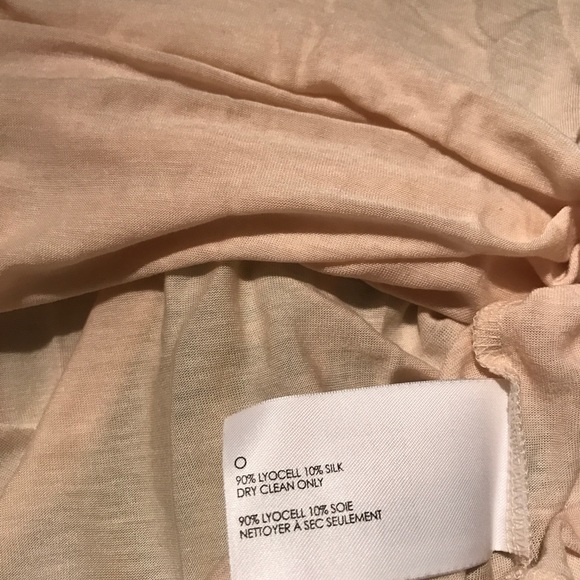 O
90% LYOCELL 10% SILK
DRY CLEAN ONLY
90% LYOCELL 10% SOIE
NETTOYER À SEC SEULEMENT